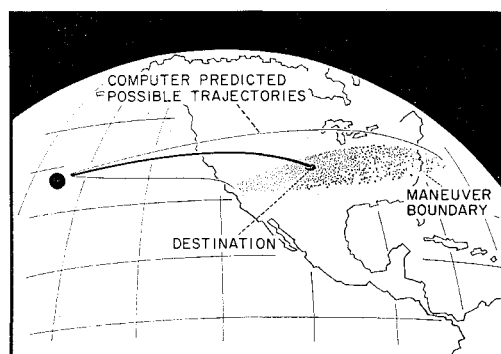 COMPUTER PREDICTED
POSSIBLE TRAJECTORIES
MANEUVER
BOUNDARY
DESTINATION